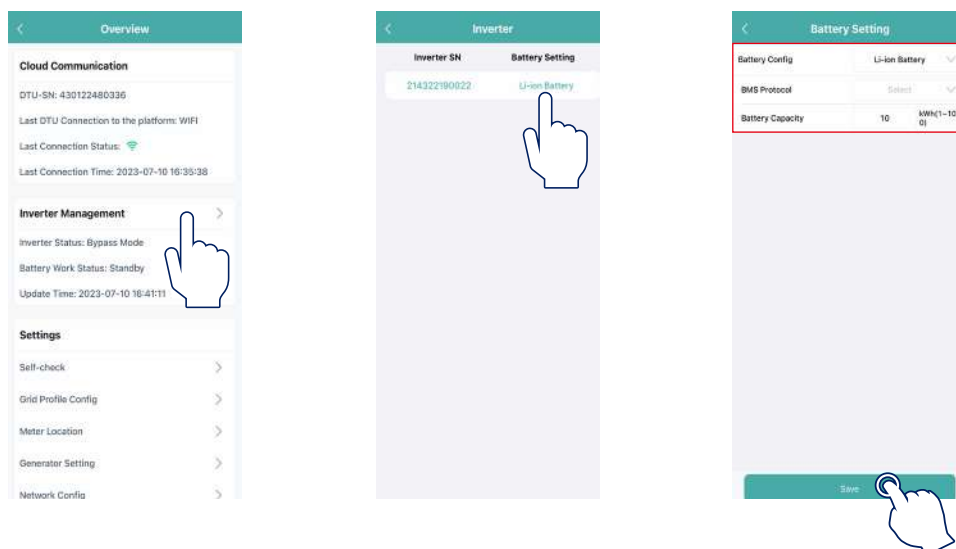 Overview
Cloud Communication
DTU-SN: 430122480336
Last DTU Connection to the platform: WIFI
Last Connection Status:
Last Connection Time: 2023-07-10 16:35:38
Inverter Management
Inverter Status: Bypass Mode
Battery Work Status: Standby
Update Time: 2023-07-10 16:41:11
Settings
Self-check
Grid Profile Config
Meter Location
Generator Setting
Network Config
Inverter
Inverter SN Battery Setting
214322190022 Li-ion Battery
Battery Setting
Battery Config Li-ion Battery
BMS Protocol Select
Battery Capacity 10 kWh(1~10
0)
Save